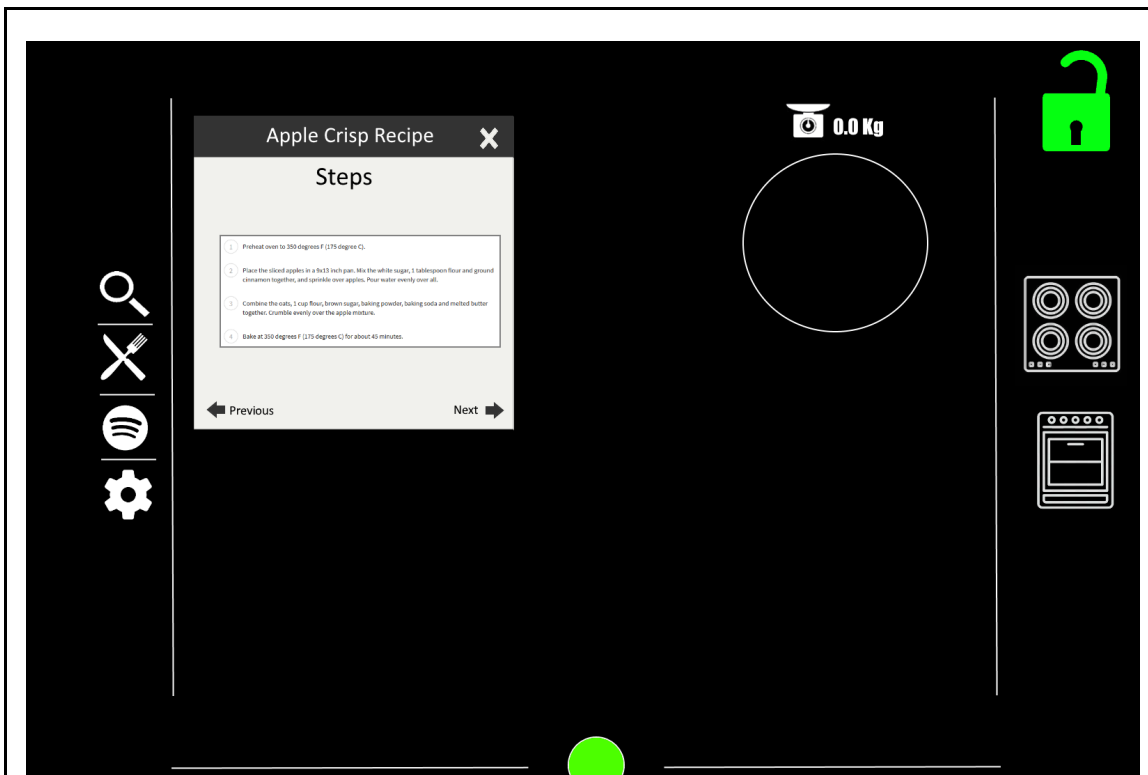 Apple Crisp Recipe
0.0 Kg
Steps
1 Preheat oven to 350 degrees F (175 degree C).
2 Place the sliced apples in a 9x13 inch pan. Mix the white sugar, 1 tablespoon flour and ground
cinnamon together, and sprinkle over apples. Pour water evenly over all.
3 Combine the oats, 1 cup flour, brown sugar, baking powder, baking soda and melted butter
together. Crumble evenly over the apple mixture.
4 Bake at 350 degrees F (175 degrees C) for about 45 minutes.
Previous
Next